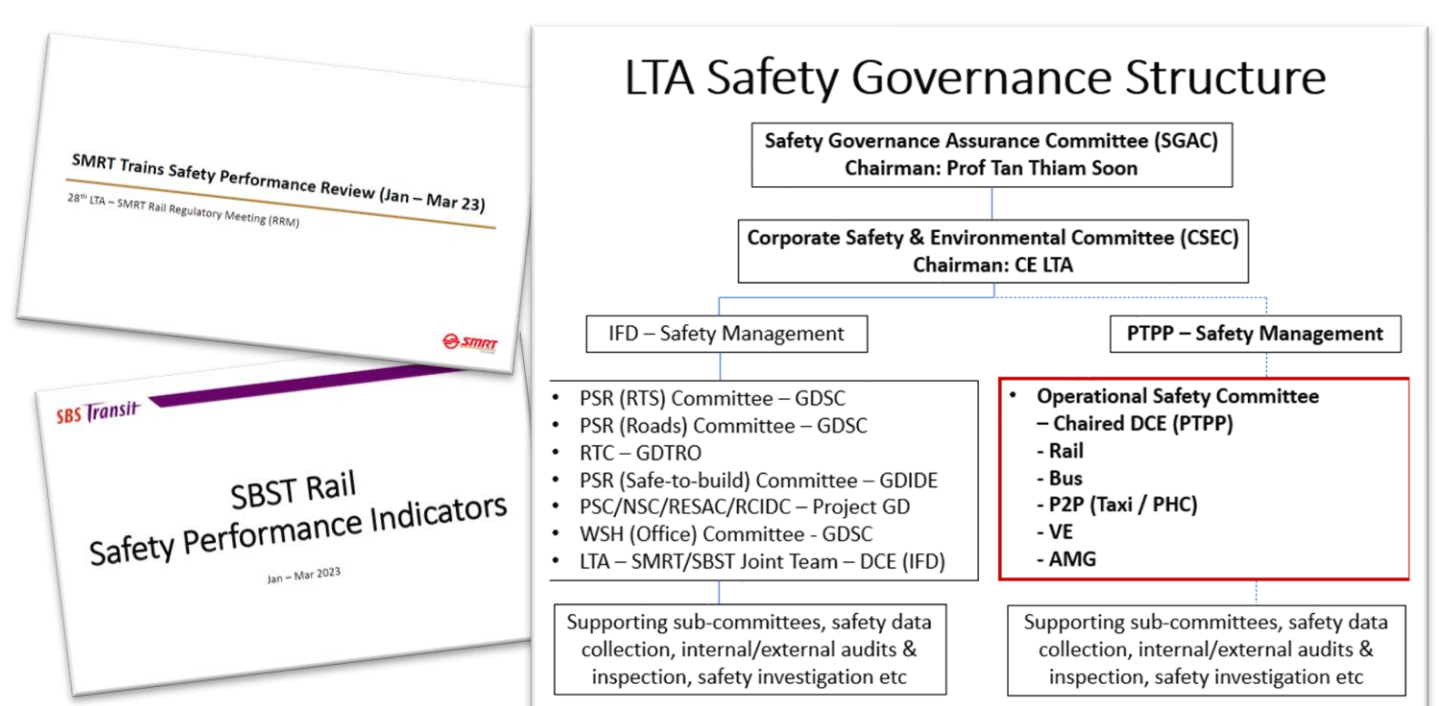 SMRT Trains Safety Performance Review (Jan – Mar 23)
28th LTA – SMRT Rail Regulatory Meeting (RRM)
SMRT
SBS Transit
SBST Rail
Safety Performance Indicators
Jan – Mar 2023
LTA Safety Governance Structure
Safety Governance Assurance Committee (SGAC)
Chairman: Prof Tan Thiam Soon
Corporate Safety & Environmental Committee (CSEC)
Chairman: CE LTA
IFD – Safety Management
• PSR (RTS) Committee – GDSC
• PSR (Roads) Committee – GDSC
• RTC – GDTRO
• PSR (Safe-to-build) Committee – GDIDE
• PSC/NSC/RESAC/RCIDC – Project GD
• WSH (Office) Committee - GDSC
• LTA – SMRT/SBST Joint Team – DCE (IFD)
Supporting sub-committees, safety data
collection, internal/external audits &
inspection, safety investigation etc
PTPP – Safety Management
• Operational Safety Committee
– Chaired DCE (PTPP)
- Rail
- Bus
- P2P (Taxi / PHC)
- VE
- AMG
Supporting sub-committees, safety data
collection, internal/external audits &
inspection, safety investigation etc